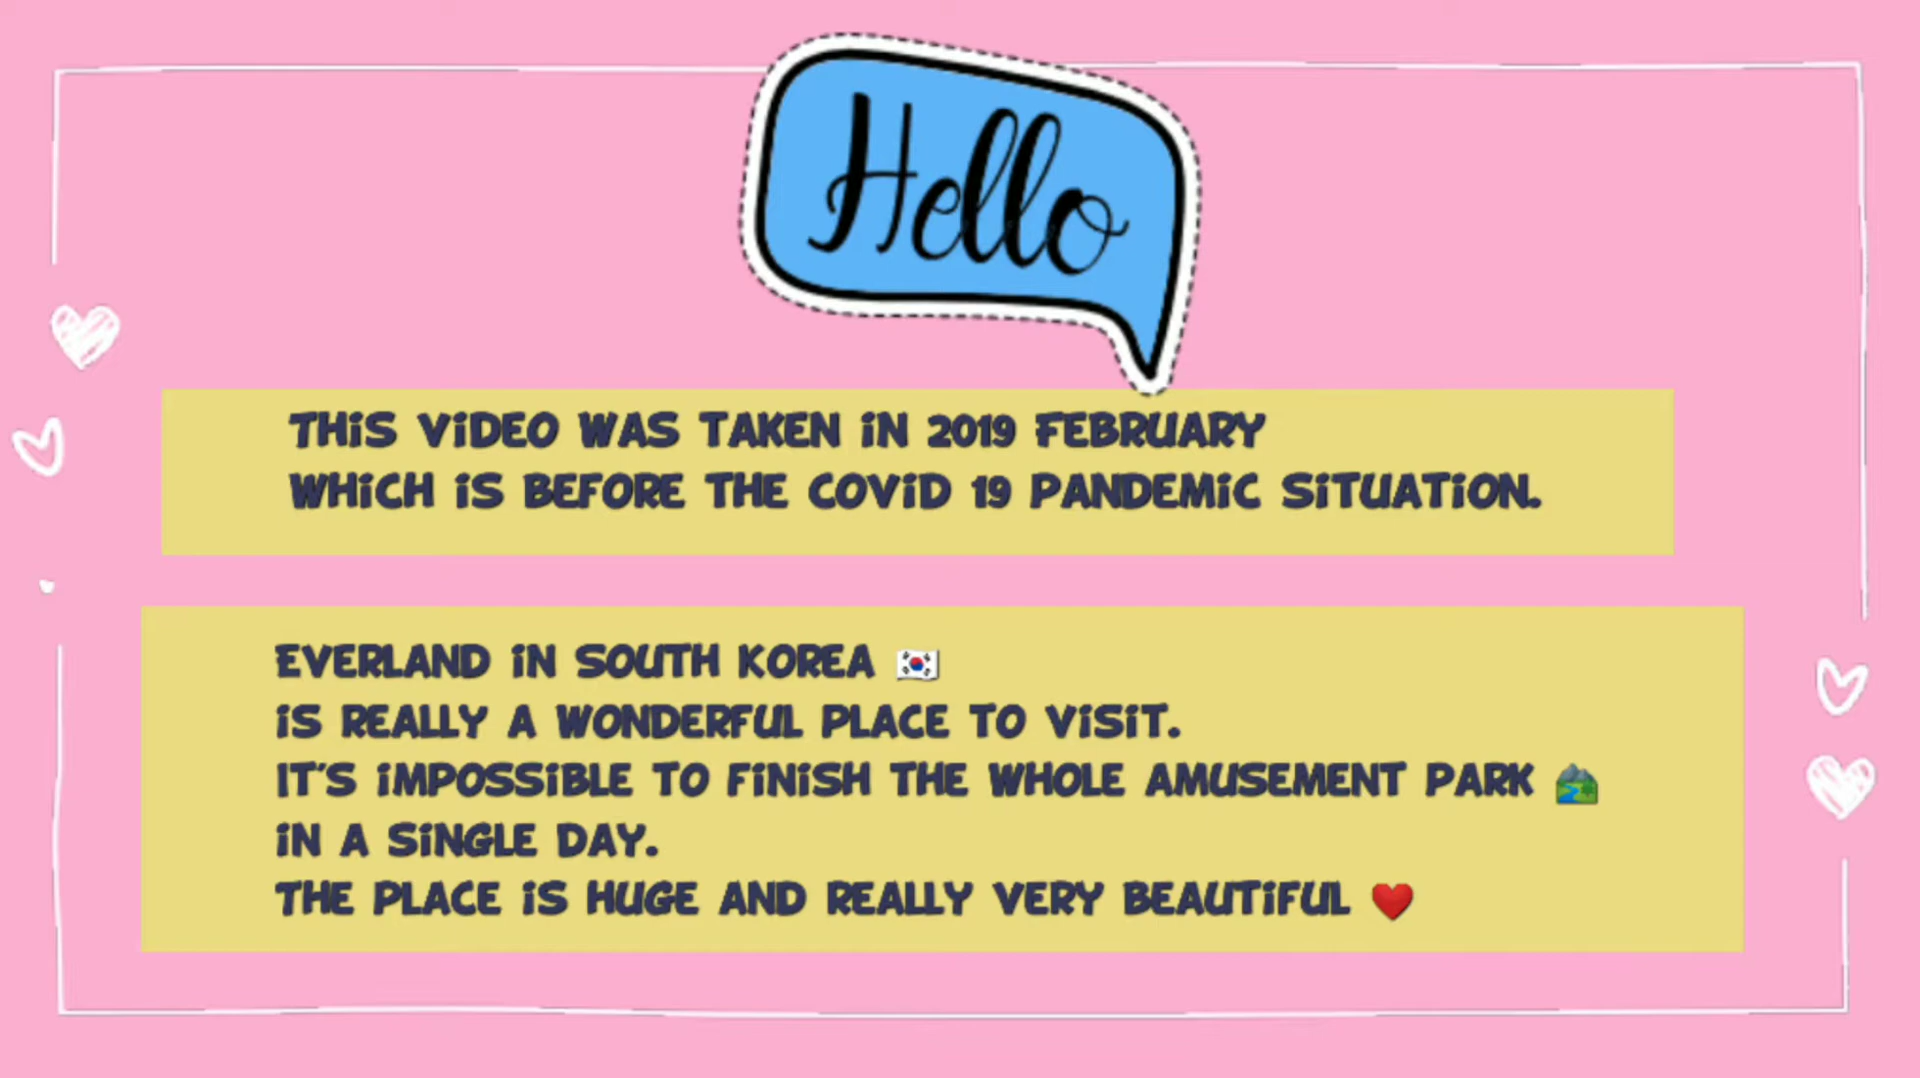 Hello
THiS ViDEO WAS TAKEN iN 2019 FEBRUARY
WHiCH iS BEFORE THE COViD 19 PANDEMiC SiTUATiON.
EVERLAND iN SOUTH KOREA 🇰🇷
iS REALLY A WONDERFUL PLACE TO ViSiT.
IT'S iMPOSSiBLE TO FiNiSH THE WHOLE AMUSEMENT PARK 🏞️
iN A SiNGLE DAY.
THE PLACE iS HUGE AND REALLY VERY BEAUTiFUL ❤️